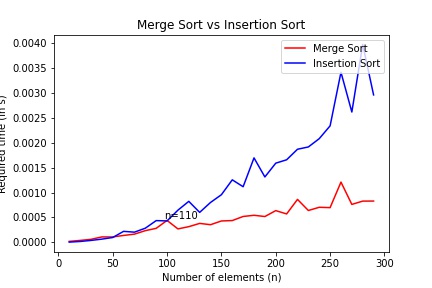 Merge Sort vs Insertion Sort
Merge Sort
Insertion Sort
0.0040
0.0035
0.0030
0.0025
0.0020
0.0015
0.0010
0.0005
0.0000
Required time (in s)
n=110
0
50
100
150
200
250
300
Number of elements (n)